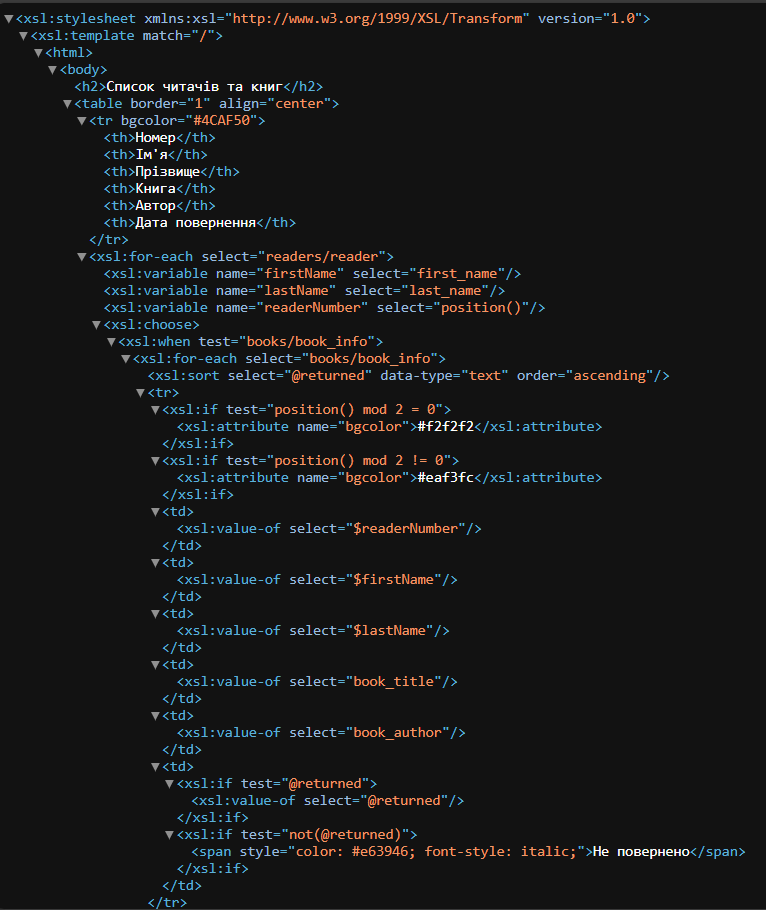 <xsl:stylesheet xmlns:xsl="http://www.w3.org/1999/XSL/Transform" version="1.0">
<xsl:template match="/">
<html>
<body>
<h2>Список читачів та книг</h2>
<table border="1" align="center">
<tr bgcolor="#4CAF50">
<th>Номер</th>
<th>Ім'я</th>
<th>Прізвище</th>
<th>Книга</th>
<th>Автор</th>
<th>Дата повернення</th>
</tr>
<xsl:for-each select="readers/reader">
<xsl:variable name="firstName" select="first_name"/>
<xsl:variable name="lastName" select="last_name"/>
<xsl:variable name="readerNumber" select="position()"/>
<xsl:choose>
<xsl:when test="books/book_info">
<xsl:for-each select="books/book_info">
<xsl:sort select="@returned" data-type="text" order="ascending"/>
<tr>
<xsl:if test="position() mod 2 = 0">
<xsl:attribute name="bgcolor">#f2f2f2</xsl:attribute>
</xsl:if>
<xsl:if test="position() mod 2 != 0">
<xsl:attribute name="bgcolor">#eaf3fc</xsl:attribute>
</xsl:if>
<td>
<xsl:value-of select="$readerNumber"/>
</td>
<td>
<xsl:value-of select="$firstName"/>
</td>
<td>
<xsl:value-of select="$lastName"/>
</td>
<td>
<xsl:value-of select="book_title"/>
</td>
<td>
<xsl:value-of select="book_author"/>
</td>
<td>
<xsl:if test="@returned">
<xsl:value-of select="@returned"/>
</xsl:if>
<xsl:if test="not(@returned)">
<span style="color: #e63946; font-style: italic;">Не повернено</span>
</xsl:if>
</td>
</tr>